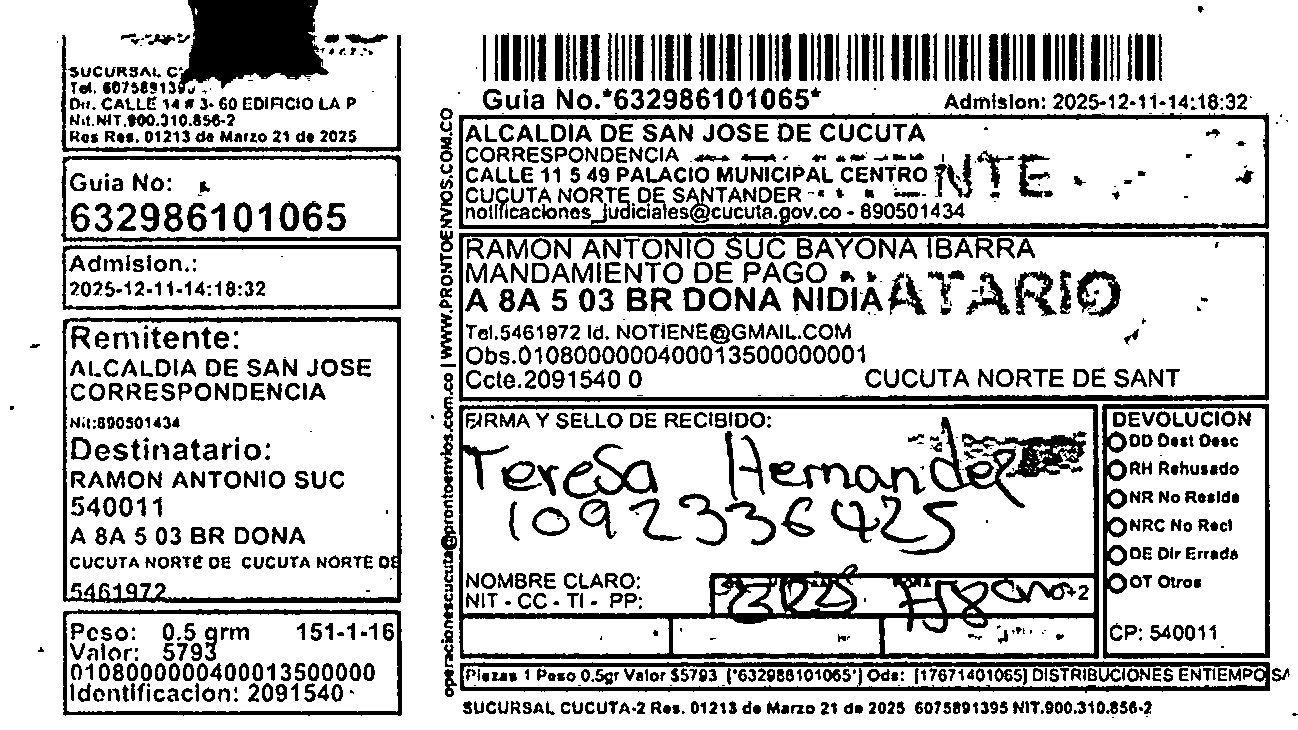 SUCURSAL
Tel. 6075891395
Dir. CALLE 14 # 3- 60 EDIFICIO LA P
Nit.NIT.900.310.856-2
Res Res. 01213 de Marzo 21 de 2025
Guia No:
632986101065
Admision.:
2025-12-11-14:18:32
Remitente:
ALCALDIA DE SAN JOSE
CORRESPONDENCIA
Nit:890501434
Destinatario:
RAMON ANTONIO SUC
540011
A 8A 5 03 BR DONA
CUCUTA NORTE DE CUCUTA NORTE DE
5461972
Peso: 0.5 grm 151-1-16
Valor: 5793
01080000000400013500000
Identificacion: 2091540
operacionescucuta@prontoenvios.com.co | WWW.PRONTOENVIOS.COM.CO
Guia No.*632986101065*
Admision: 2025-12-11-14:18:32
ALCALDIA DE SAN JOSE DE CUCUTA
CORRESPONDENCIA
CALLE 11 5 49 PALACIO MUNICIPAL CENTRO
NTE
CUCUTA NORTE DE SANTANDER
notificaciones_judiciales@cucuta.gov.co - 890501434
RAMON ANTONIO SUC BAYONA IBARRA
MANDAMIENTO DE PAGO
A 8A 5 03 BR DONA NIDIA
ATARIO
Tel.5461972 Id. NOTIENE@GMAIL.COM
Obs.010800000004000135000000001
Ccte.2091540 0 CUCUTA NORTE DE SANT
FIRMA Y SELLO DE RECIBIDO:
Teresa Hernandez
1092336425
NOMBRE CLARO:
NIT - CC - TI - PP:
DEVOLUCION
DD Dest Desc
RH Rehusado
NR No Reside
NRC No Recl
DE Dir Errada
OT Otros
CP: 540011
Piezas 1 Peso 0.5gr Valor $5793 [*632986101065*] Ods: [17671401065] DISTRIBUCIONES ENTIEMPO SA
SUCURSAL CUCUTA-2 Res. 01213 de Marzo 21 de 2025 6075891395 NIT.900.310.856-2